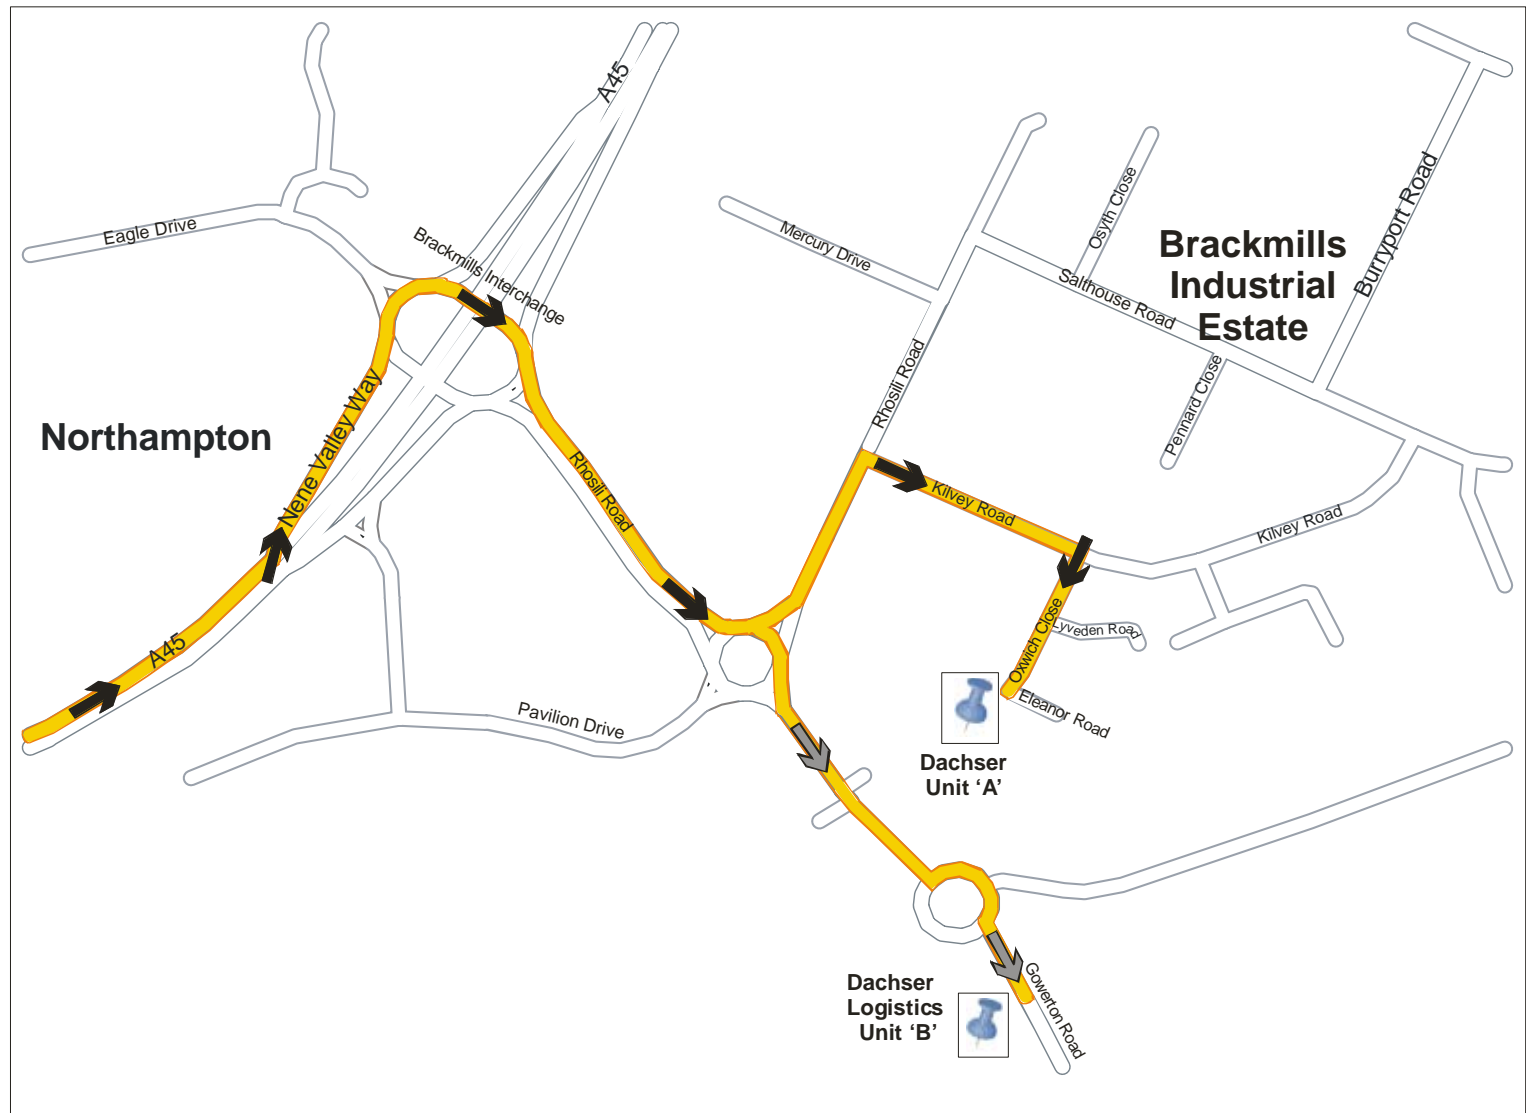 A45
Eagle Drive
Brackmills Interchange
Mercury Drive
Osyth Close
Salthouse Road
Brackmills
Industrial
Estate
Burryport Road
Northampton
Nene Valley Way
Rhosili Road
Pennard Close
Rhosili Road
Kilvey Road
Kilvey Road
A45
Oxwich Close
Lyveden Road
Eleanor Road
Pavilion Drive
Dachser
Unit ‘A’
Dachser
Logistics
Unit ‘B’
Gowerton Road